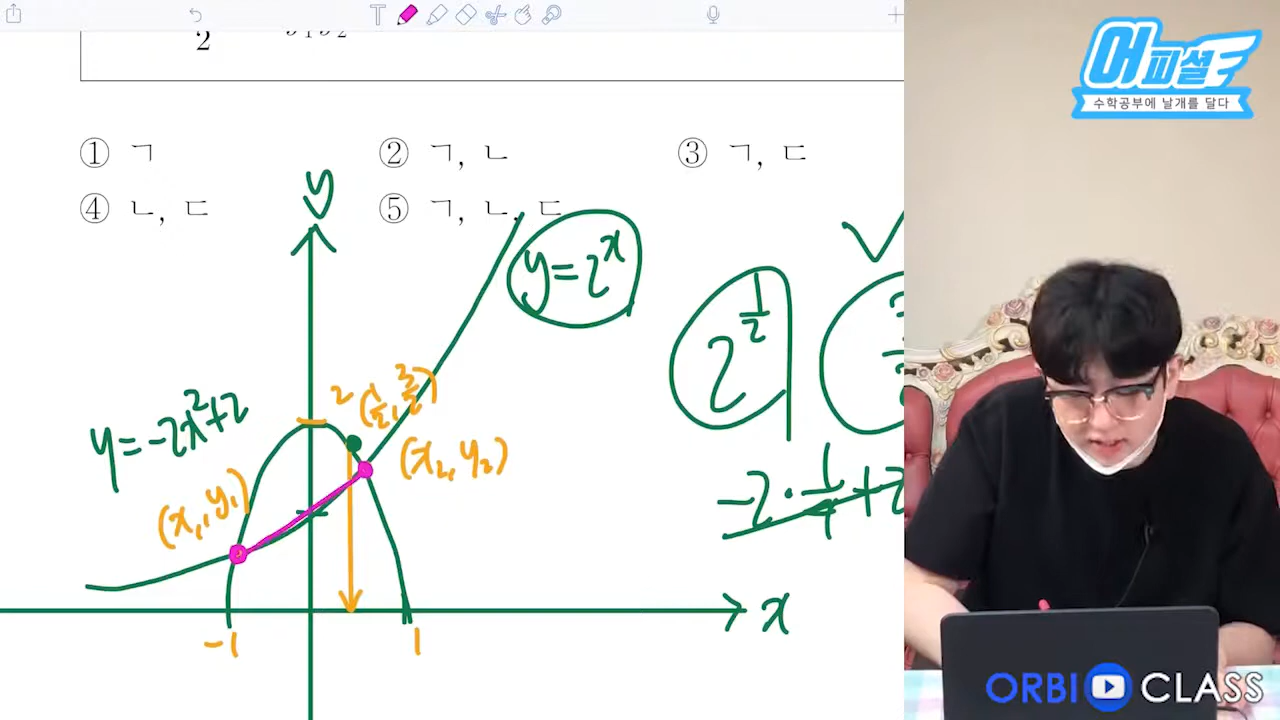 2
① ㄱ
② ㄱ, ㄴ
③ ㄱ, ㄷ
④ ㄴ, ㄷ
⑤ ㄱ, ㄴ, ㄷ
y
y=2^x
2^{1/2}
y=-2x²+2
2
(1/2, 3/2)
(x₁, y₁)
(x₂, y₂)
-2·1/4+2
-1
1
x
어피셜
수학공부에 날개를 달다
ORBI CLASS